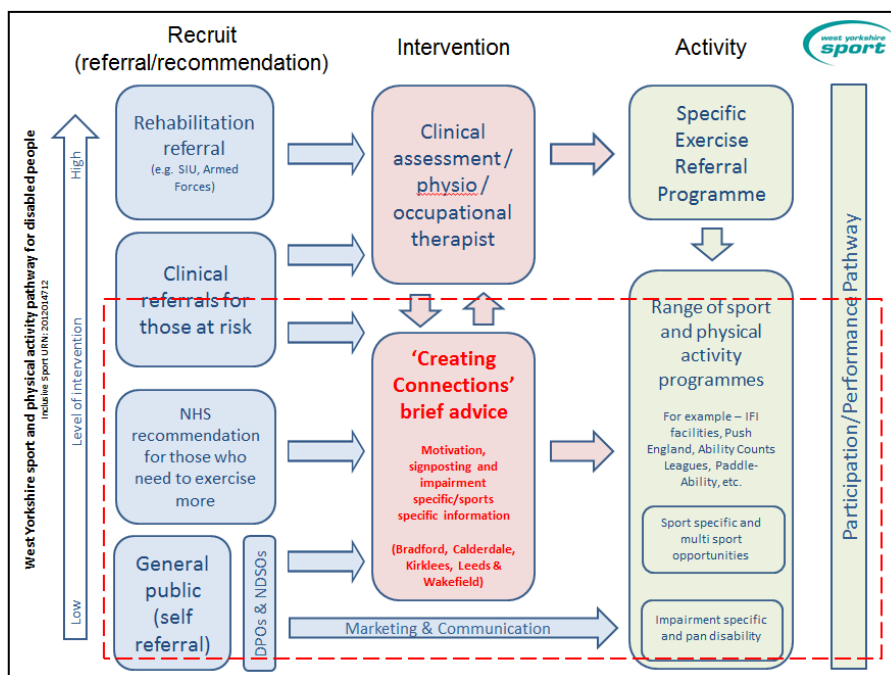 Recruit
(referral/recommendation)
Intervention
Activity
west yorkshire
sport
West Yorkshire sport and physical activity pathway for disabled people
Inclusive Sport URN: 2012014712
High
Level of intervention
Low
Rehabilitation
referral
(e.g. SIU, Armed
Forces)
Clinical
referrals for
those at risk
NHS
recommendation
for those who
need to exercise
more
General
public
(self
referral)
DPOs & NDSOs
Clinical
assessment /
physio /
occupational
therapist
'Creating
Connections'
brief advice
Motivation,
signposting and
impairment
specific/sports
specific information
(Bradford, Calderdale,
Kirklees, Leeds &
Wakefield)
Marketing & Communication
Specific
Exercise
Referral
Programme
Range of sport
and physical
activity
programmes
For example – IFI
facilities, Push
England, Ability Counts
Leagues, Paddle-
Ability, etc.
Sport specific and
multi sport
opportunities
Impairment specific
and pan disability
Participation/Performance Pathway